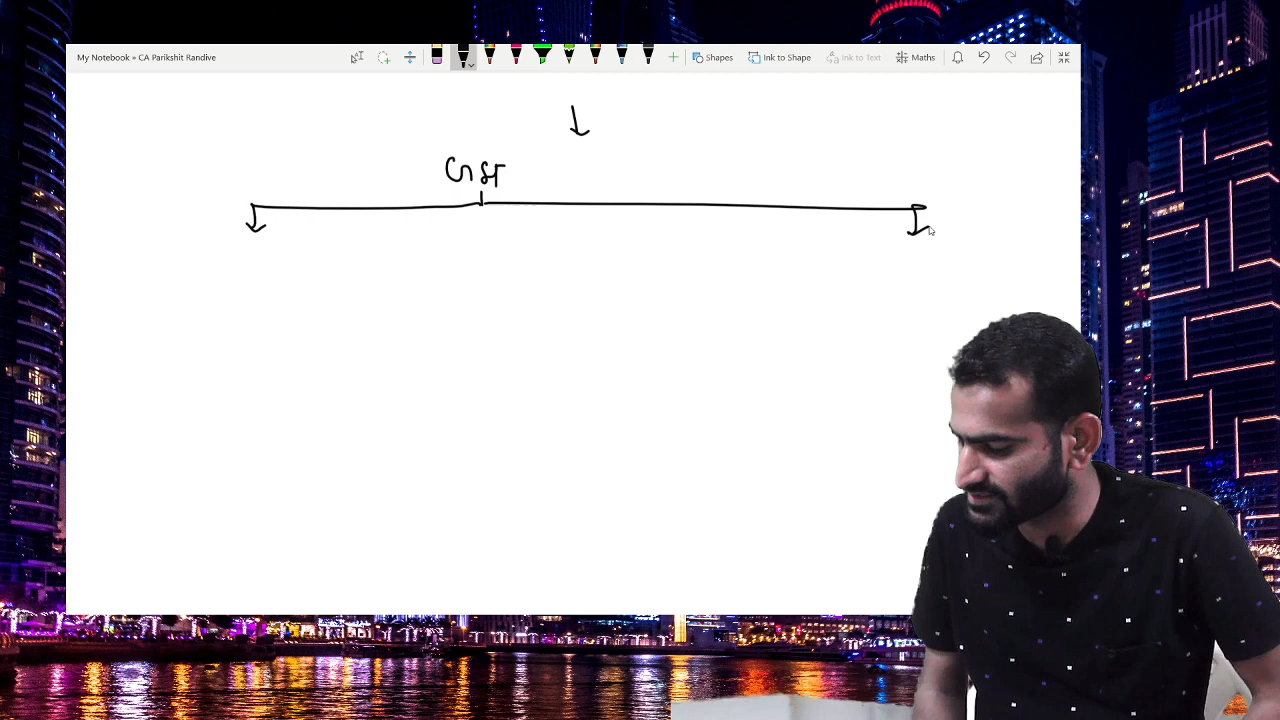 My Notebook » CA Parikshit Randive
Shapes
Ink to Shape
Ink to Text
Maths
GST